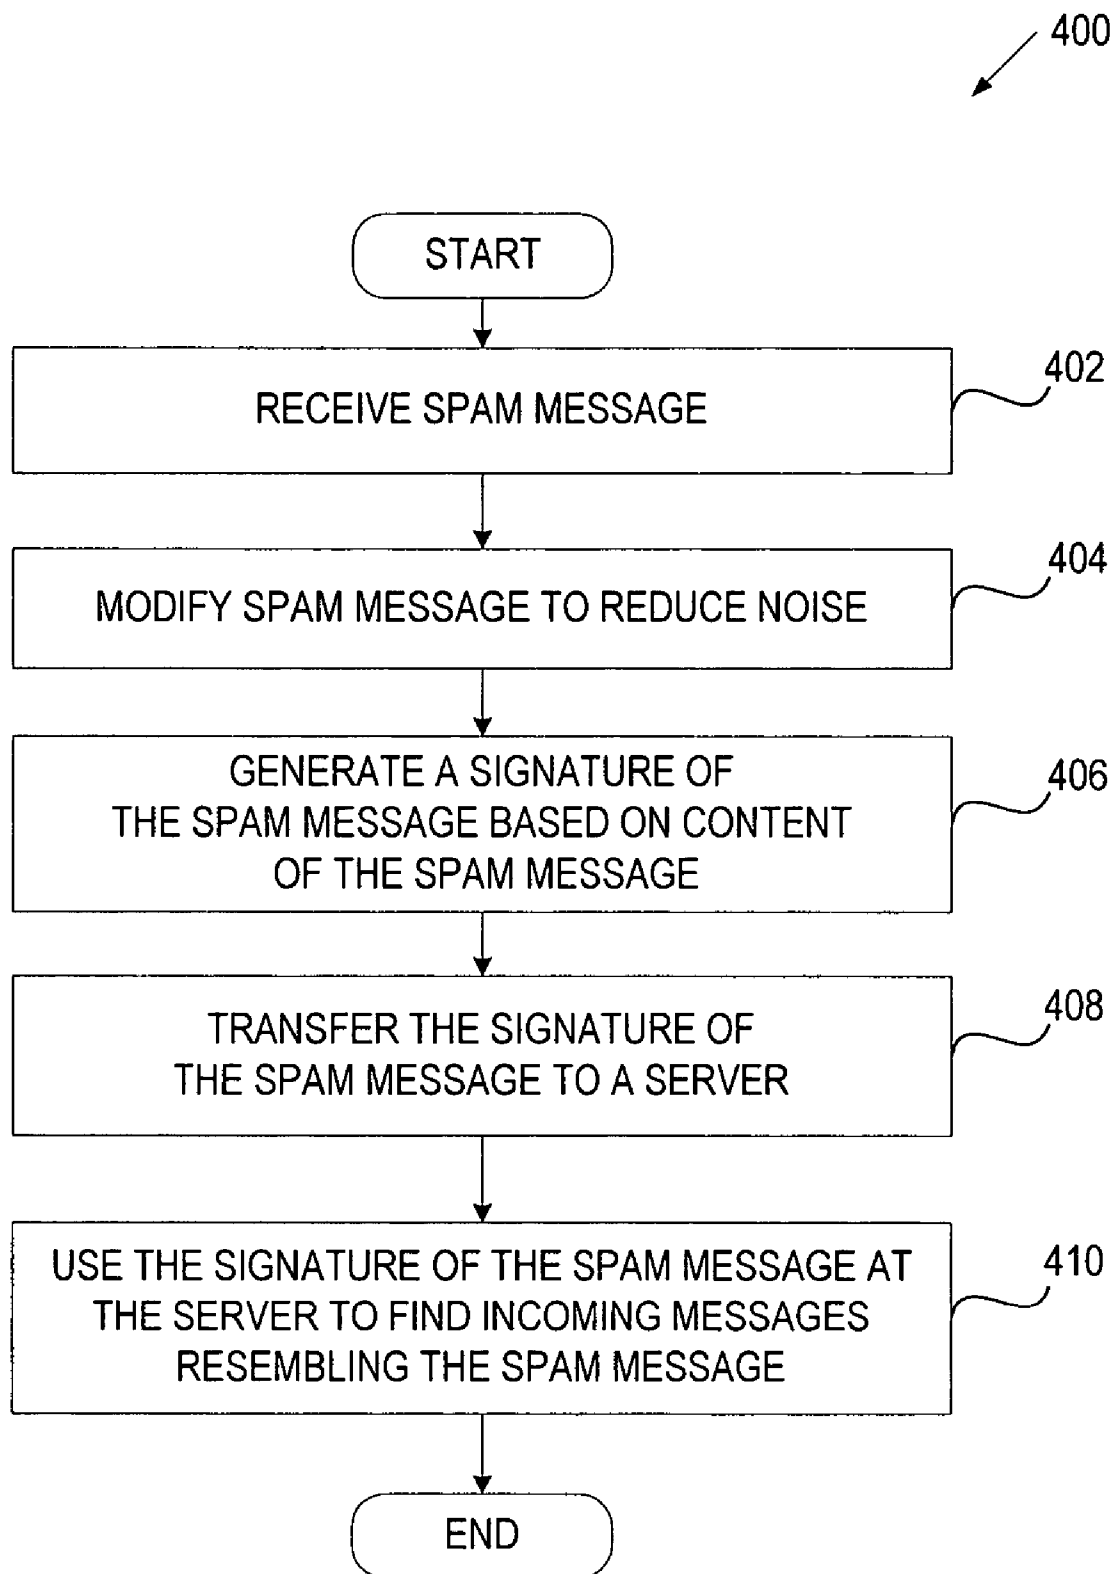 400
START
RECEIVE SPAM MESSAGE
402
MODIFY SPAM MESSAGE TO REDUCE NOISE
404
GENERATE A SIGNATURE OF
THE SPAM MESSAGE BASED ON CONTENT
OF THE SPAM MESSAGE
406
TRANSFER THE SIGNATURE OF
THE SPAM MESSAGE TO A SERVER
408
USE THE SIGNATURE OF THE SPAM MESSAGE AT
THE SERVER TO FIND INCOMING MESSAGES
RESEMBLING THE SPAM MESSAGE
410
END